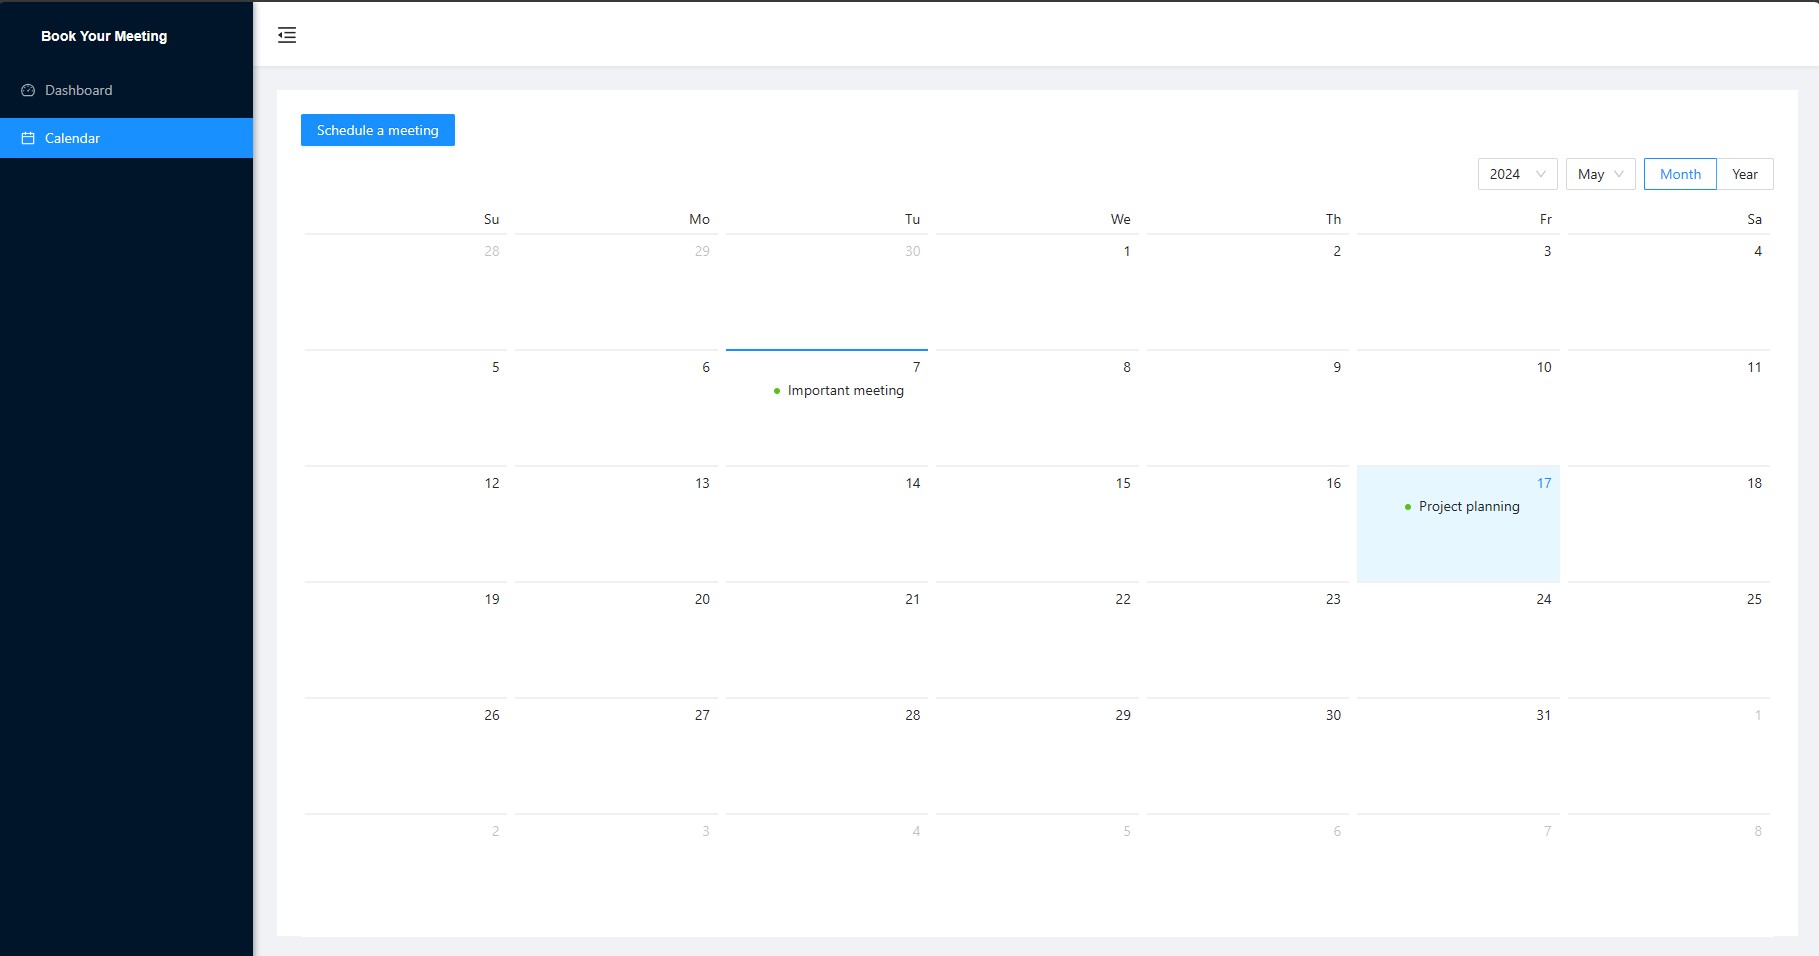 Book Your Meeting
Dashboard
Calendar
Schedule a meeting
2024 May Month Year
Su Mo Tu We Th Fr Sa
28 29 30 1 2 3 4
5 6 7 8 9 10 11
Important meeting
12 13 14 15 16 17 18
Project planning
19 20 21 22 23 24 25
26 27 28 29 30 31 1
2 3 4 5 6 7 8